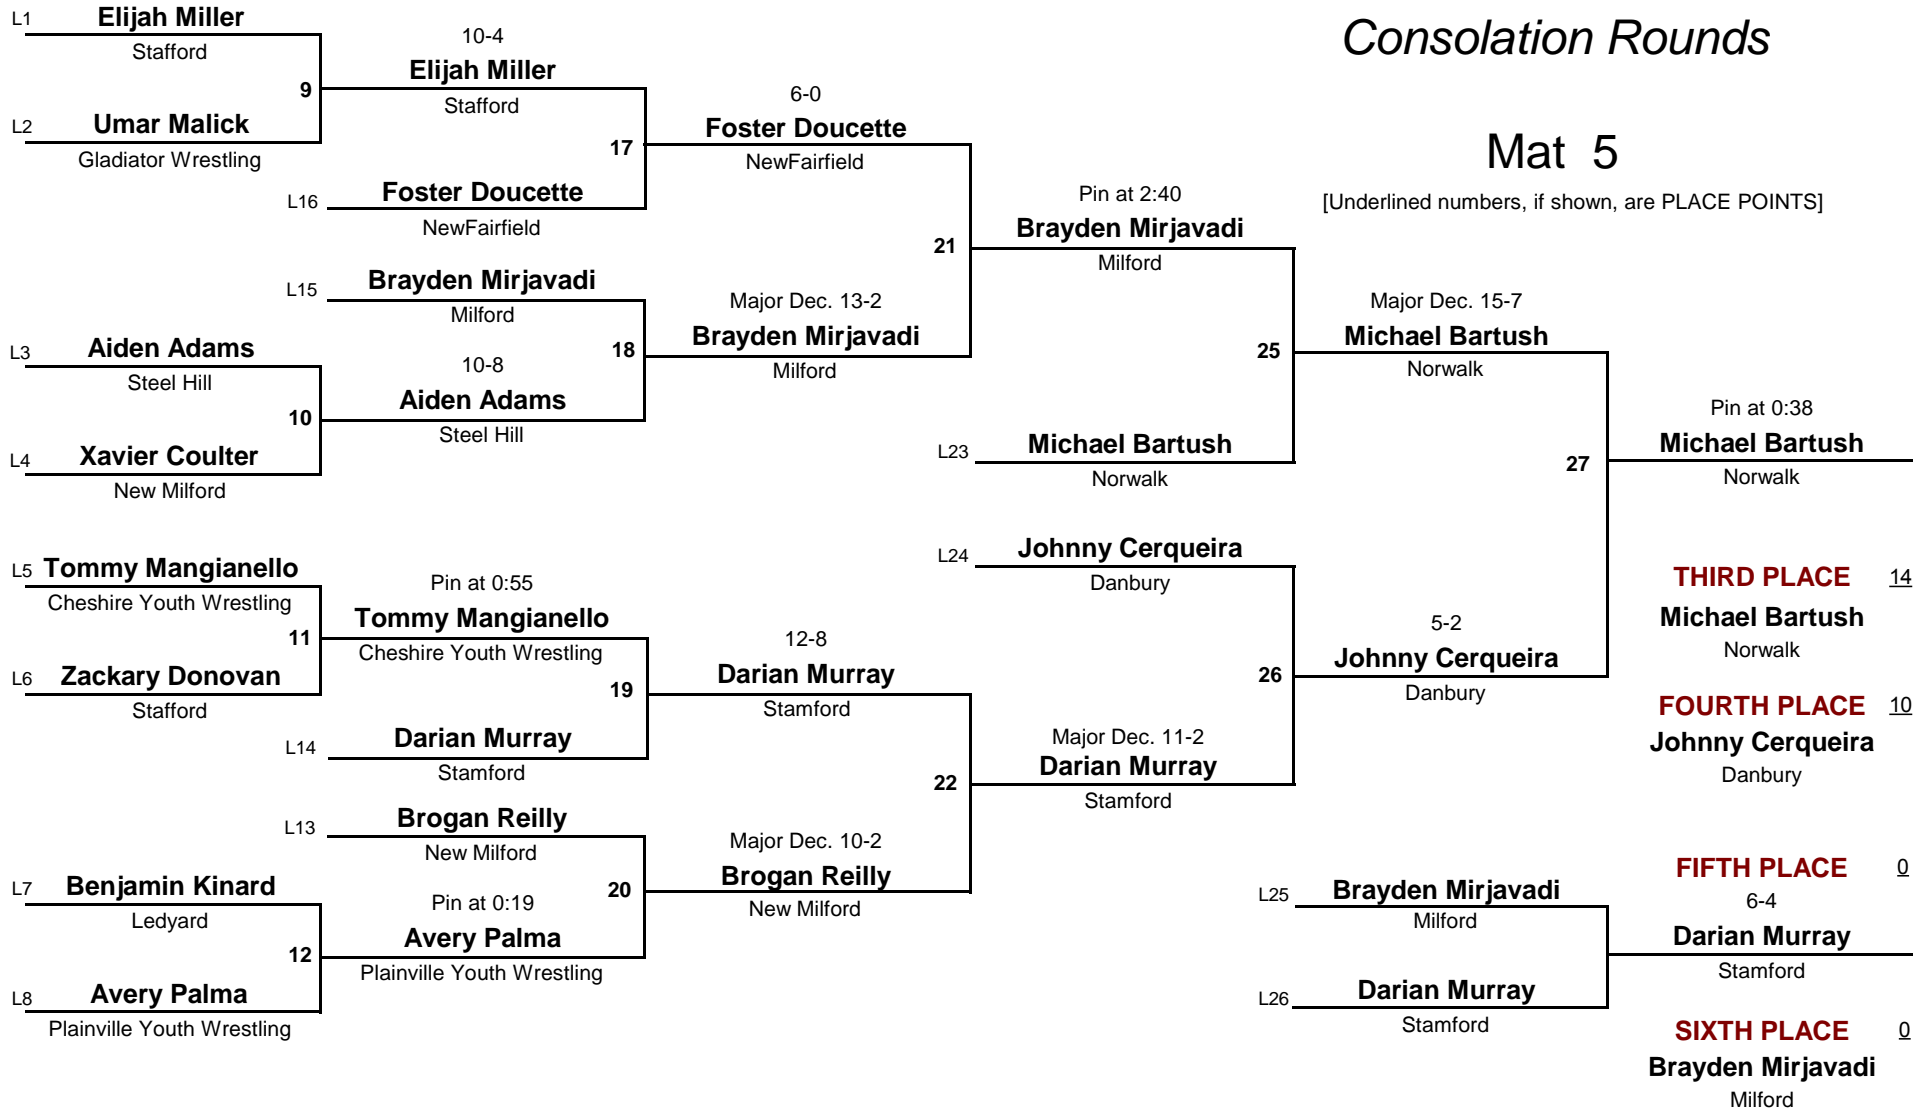 Consolation Rounds
Mat 5
[Underlined numbers, if shown, are PLACE POINTS]
L1 Elijah Miller
Stafford
9
L2 Umar Malick
Gladiator Wrestling
L3 Aiden Adams
Steel Hill
10
L4 Xavier Coulter
New Milford
L5 Tommy Mangianello
Cheshire Youth Wrestling
11
L6 Zackary Donovan
Stafford
L7 Benjamin Kinard
Ledyard
12
L8 Avery Palma
Plainville Youth Wrestling
10-4
Elijah Miller
Stafford
17
L16 Foster Doucette
NewFairfield
L15 Brayden Mirjavadi
Milford
18
10-8
Aiden Adams
Steel Hill
Pin at 0:55
Tommy Mangianello
Cheshire Youth Wrestling
19
L14 Darian Murray
Stamford
L13 Brogan Reilly
New Milford
20
Pin at 0:19
Avery Palma
Plainville Youth Wrestling
6-0
Foster Doucette
NewFairfield
21
Major Dec. 13-2
Brayden Mirjavadi
Milford
12-8
Darian Murray
Stamford
22
Major Dec. 10-2
Brogan Reilly
New Milford
Pin at 2:40
Brayden Mirjavadi
Milford
25
L23 Michael Bartush
Norwalk
L24 Johnny Cerqueira
Danbury
26
Major Dec. 11-2
Darian Murray
Stamford
Major Dec. 15-7
Michael Bartush
Norwalk
27
5-2
Johnny Cerqueira
Danbury
Pin at 0:38
Michael Bartush
Norwalk
THIRD PLACE 14
Michael Bartush
Norwalk
FOURTH PLACE 10
Johnny Cerqueira
Danbury
L25 Brayden Mirjavadi
Milford
L26 Darian Murray
Stamford
FIFTH PLACE 0
6-4
Darian Murray
Stamford
SIXTH PLACE 0
Brayden Mirjavadi
Milford